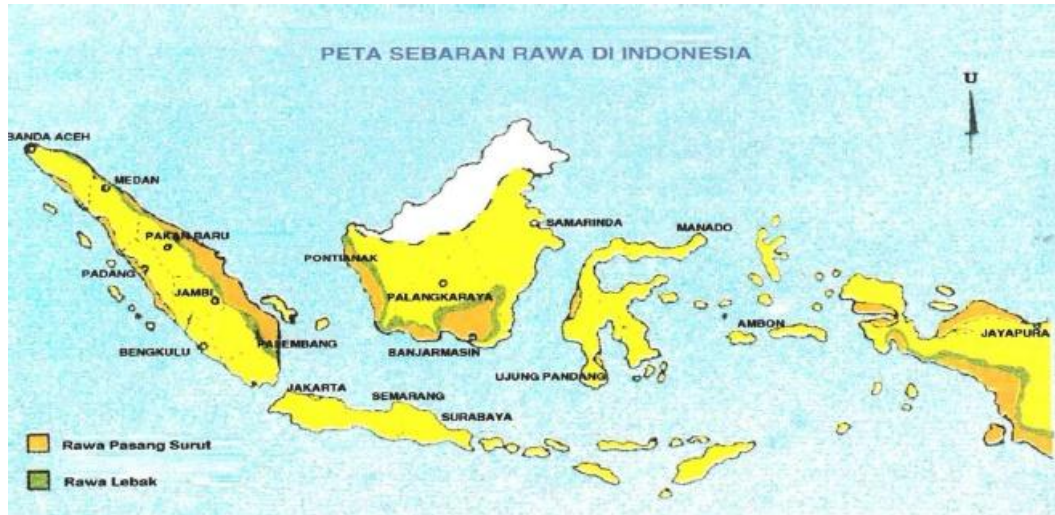 PETA SEBARAN RAWA DI INDONESIA
U
BANDA ACEH
MEDAN
PAKAN BARU
PADANG
JAMBI
BENGKULU
PALEMBANG
PONTIANAK
PALANGKARAYA
BANJARMASIN
SAMARINDA
MANADO
UJUNG PANDANG
AMBON
JAYAPURA
JAKARTA
SEMARANG
SURABAYA
Rawa Pasang Surut
Rawa Lebak